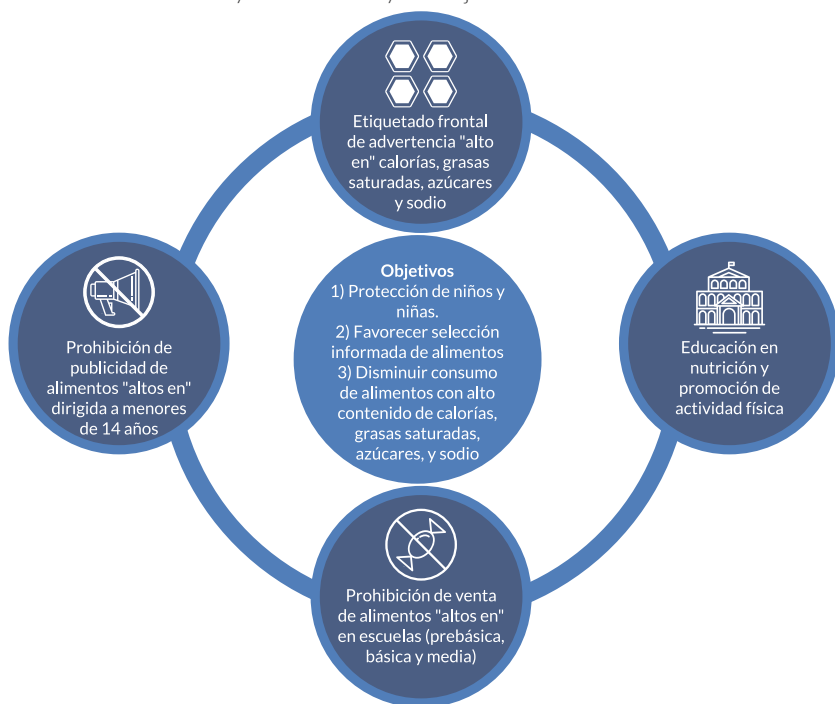 Etiquetado frontal
de advertencia "alto
en" calorías, grasas
saturadas, azúcares
y sodio
Objetivos
1) Protección de niños y
niñas.
2) Favorecer selección
informada de alimentos
3) Disminuir consumo
de alimentos con alto
contenido de calorías,
grasas saturadas,
azúcares, y sodio
Prohibición de
publicidad de
alimentos "altos en"
dirigida a menores
de 14 años
Educación en
nutrición y
promoción de
actividad física
Prohibición de venta
de alimentos "altos en"
en escuelas (prebásica,
básica y media)